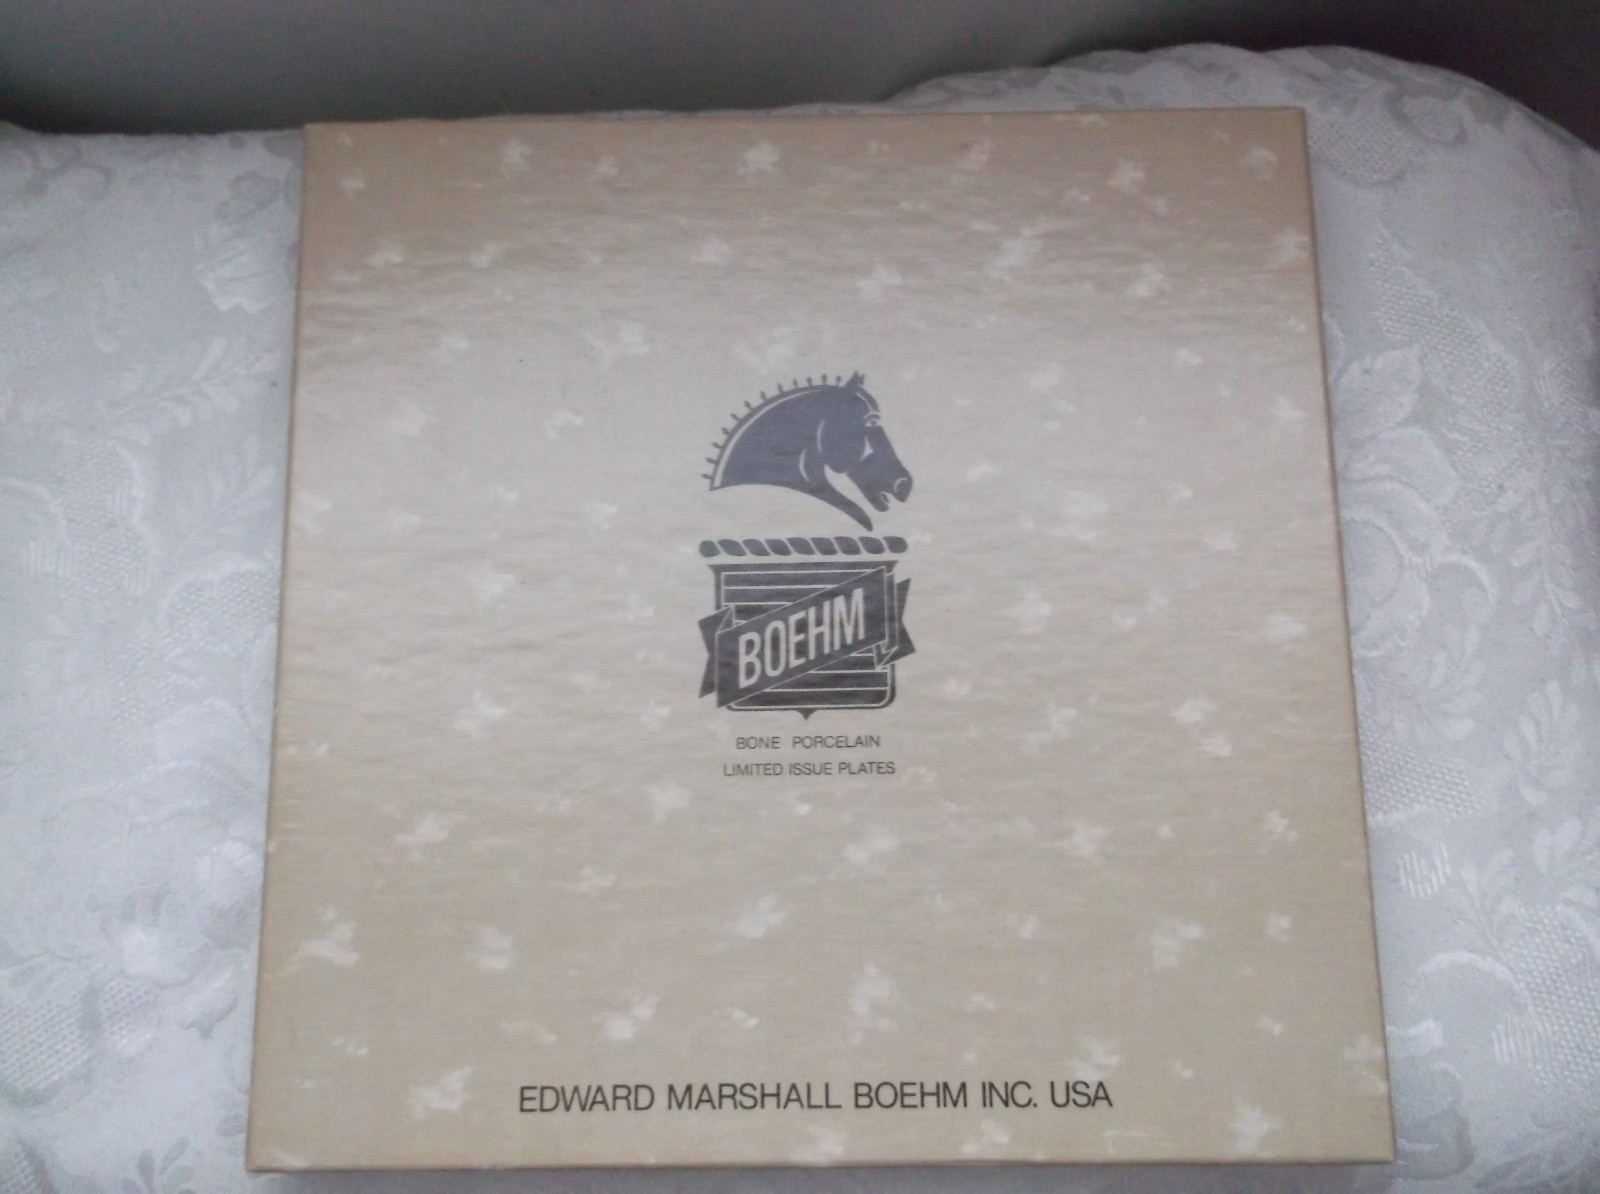 BOEHM
BONE PORCELAIN
LIMITED ISSUE PLATES
EDWARD MARSHALL BOEHM INC. USA